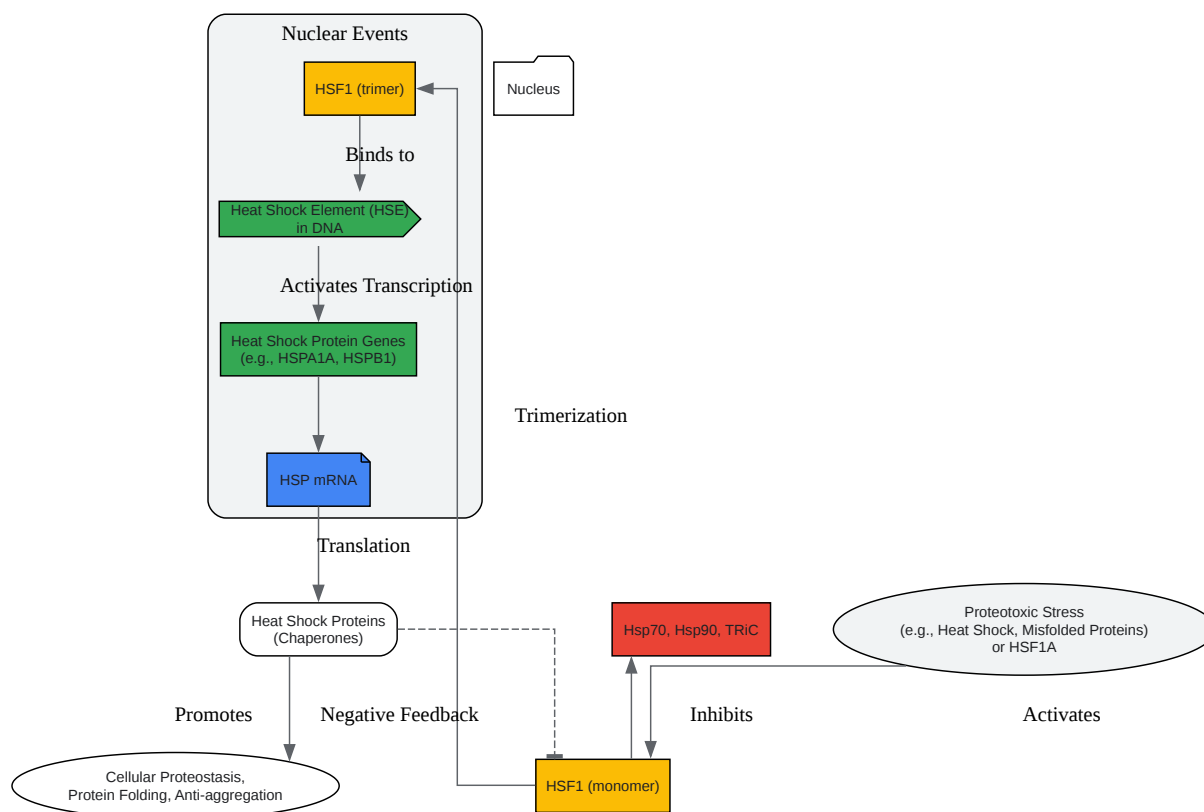 Nuclear Events
HSF1 (trimer)
Nucleus
Binds to
Heat Shock Element (HSE)
in DNA
Activates Transcription
Heat Shock Protein Genes
(e.g., HSPA1A, HSPB1)
Trimerization
HSP mRNA
Translation
Heat Shock Proteins
(Chaperones)
Hsp70, Hsp90, TRiC
Proteotoxic Stress
(e.g., Heat Shock, Misfolded Proteins)
or HSF1A
Promotes
Negative Feedback
Inhibits
Activates
Cellular Proteostasis,
Protein Folding, Anti-aggregation
HSF1 (monomer)